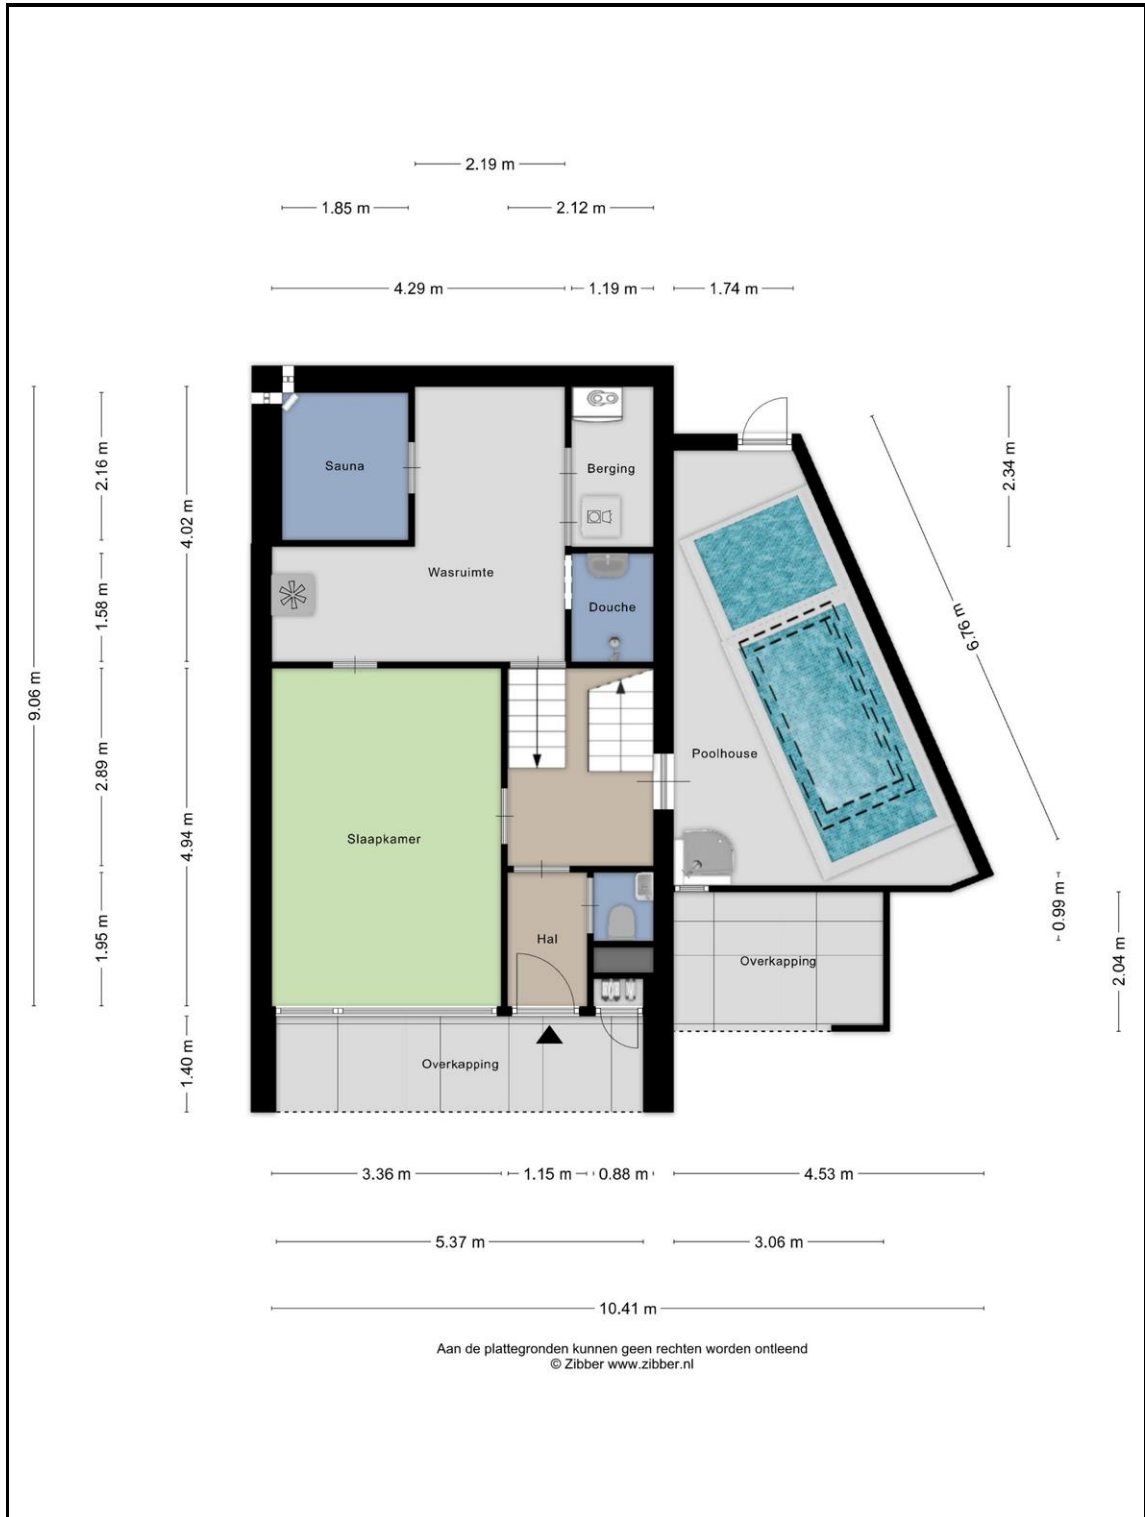 2.19 m
1.85 m
2.12 m
4.29 m
1.19 m
1.74 m
9.06 m
2.16 m
4.02 m
1.58 m
2.89 m
4.94 m
1.95 m
1.40 m
Sauna
Berging
Wasruimte
Douche
Slaapkamer
Poolhouse
Hal
Overkapping
Overkapping
2.34 m
6.76 m
0.99 m
2.04 m
3.36 m
1.15 m
0.88 m
4.53 m
5.37 m
3.06 m
10.41 m
Aan de plattegronden kunnen geen rechten worden ontleend
© Zibber www.zibber.nl